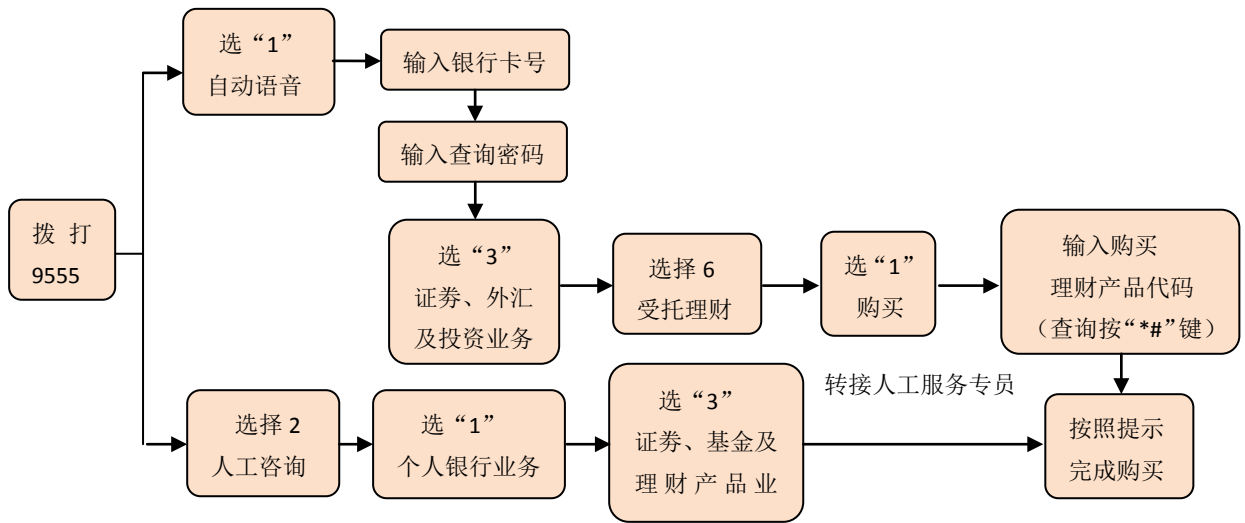 拨 打
9555
选“1”
自动语音
输入银行卡号
输入查询密码
选“3”
证券、外汇
及投资业务
选择 6
受托理财
选“1”
购买
输入购买
理财产品代码
（查询按“*#”键）
选择 2
人工咨询
选“1”
个人银行业务
选“3”
证券、基金及
理 财 产 品 业
转接人工服务专员
按照提示
完成购买